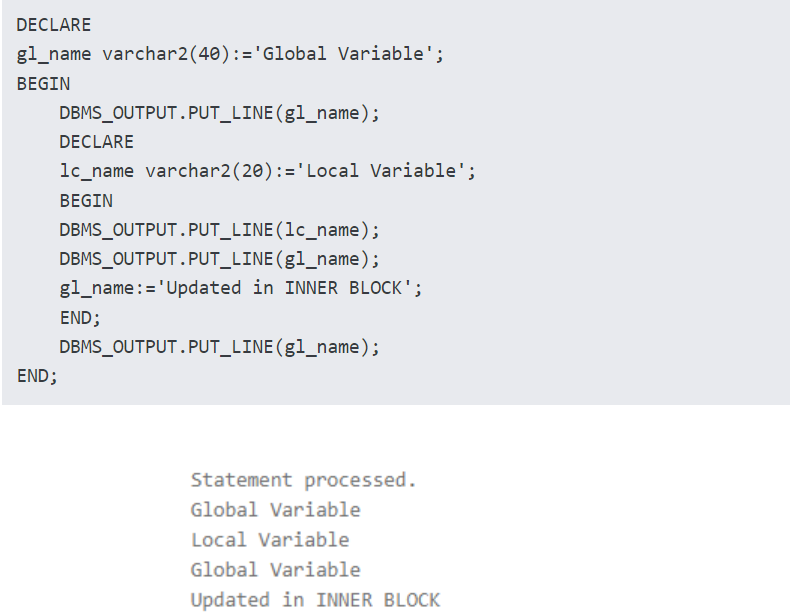 DECLARE
gl_name varchar2(40):='Global Variable';
BEGIN
DBMS_OUTPUT.PUT_LINE(gl_name);
DECLARE
lc_name varchar2(20):='Local Variable';
BEGIN
DBMS_OUTPUT.PUT_LINE(lc_name);
DBMS_OUTPUT.PUT_LINE(gl_name);
gl_name:='Updated in INNER BLOCK';
END;
DBMS_OUTPUT.PUT_LINE(gl_name);
END;
Statement processed.
Global Variable
Local Variable
Global Variable
Updated in INNER BLOCK